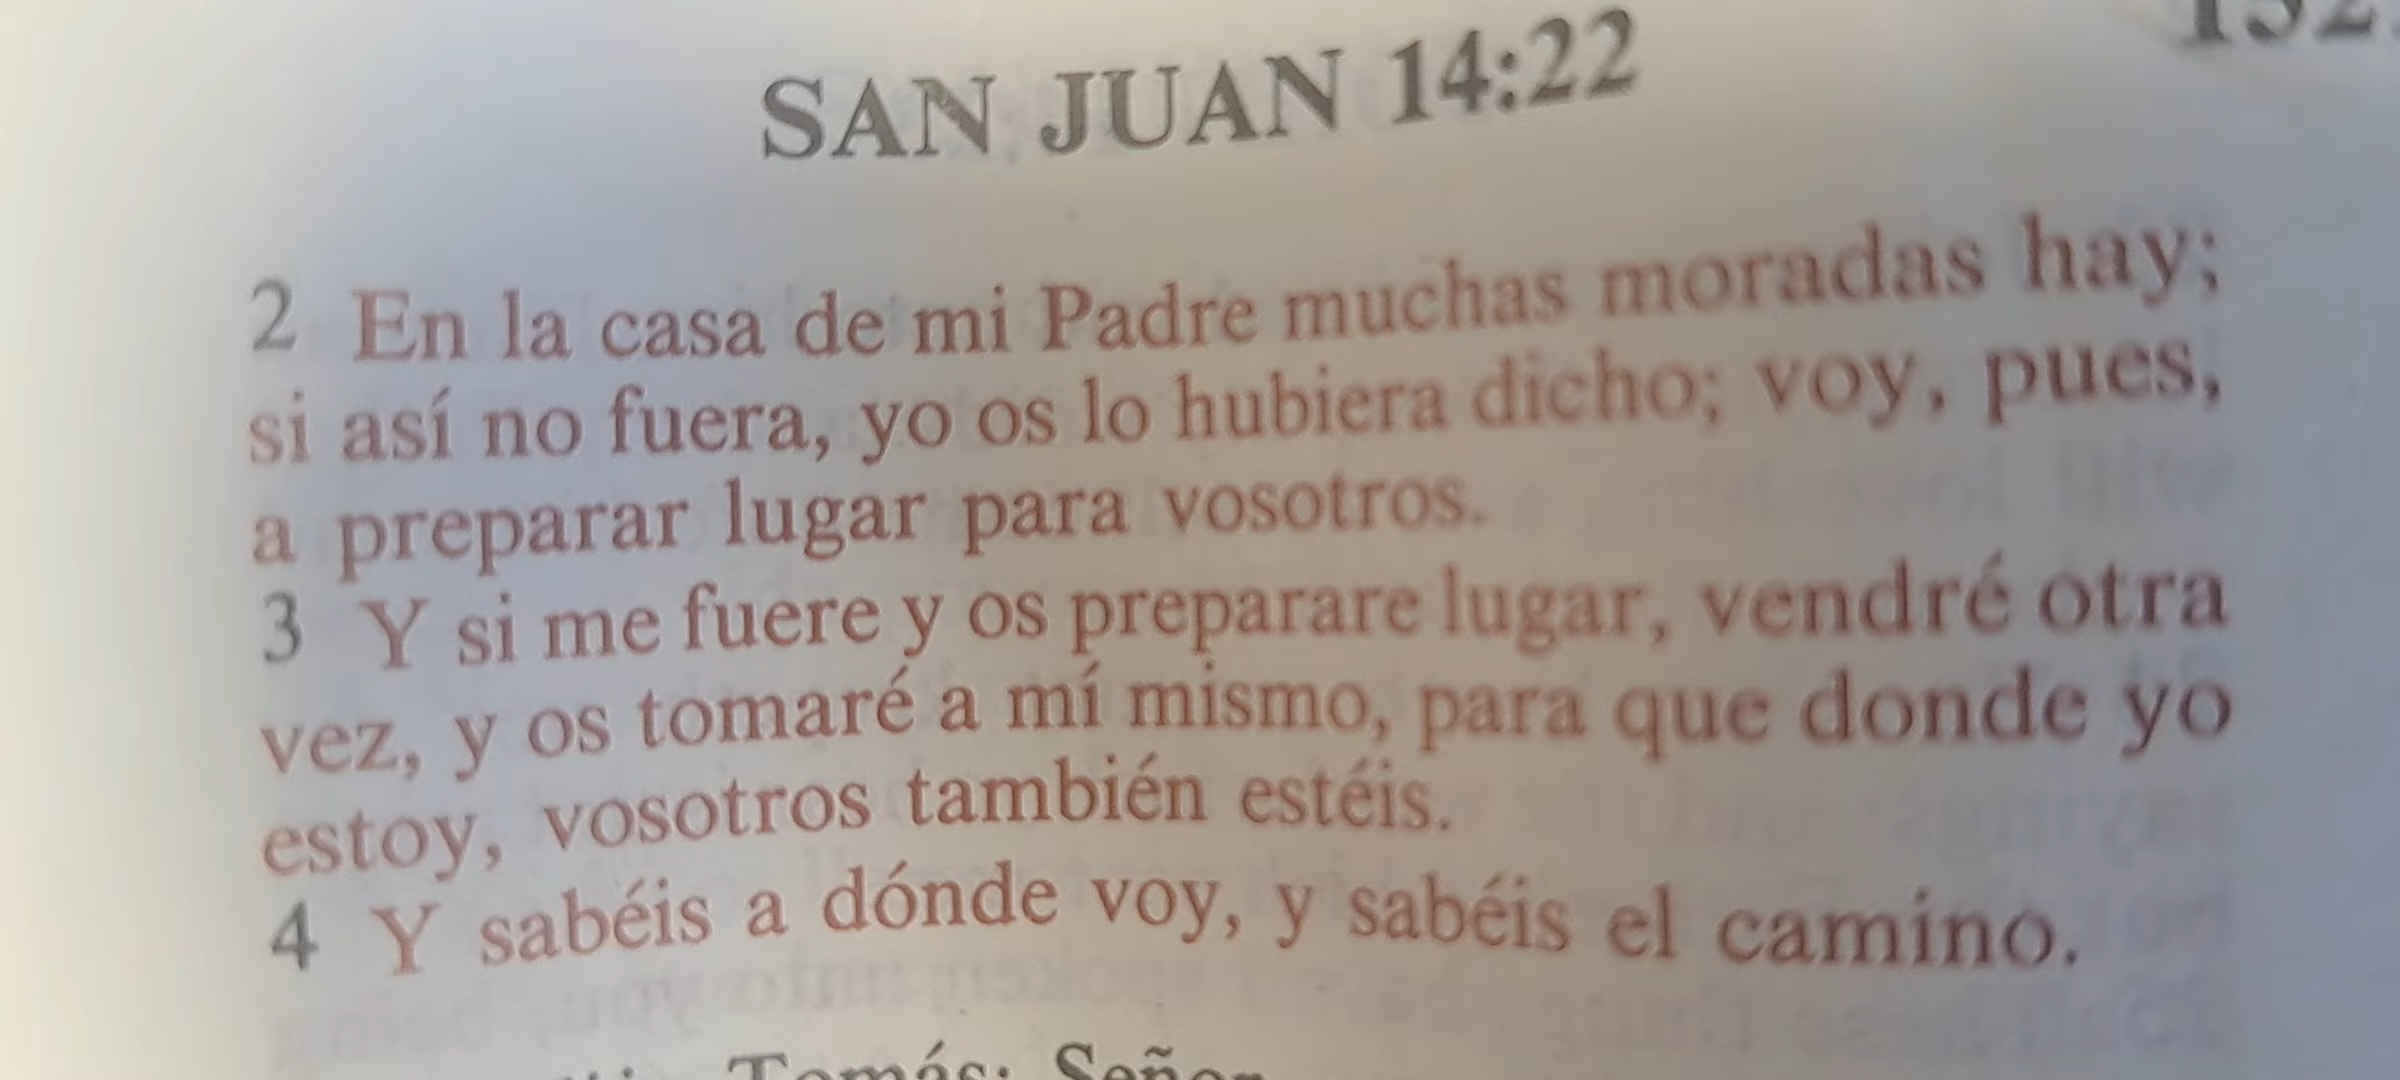 SAN JUAN 14:22
2 En la casa de mi Padre muchas moradas hay;
si así no fuera, yo os lo hubiera dicho; voy, pues,
a preparar lugar para vosotros.
3 Y si me fuere y os preparare lugar, vendré otra
vez, y os tomaré a mí mismo, para que donde yo
estoy, vosotros también estéis.
4 Y sabéis a dónde voy, y sabéis el camino.
Tomás: Señor